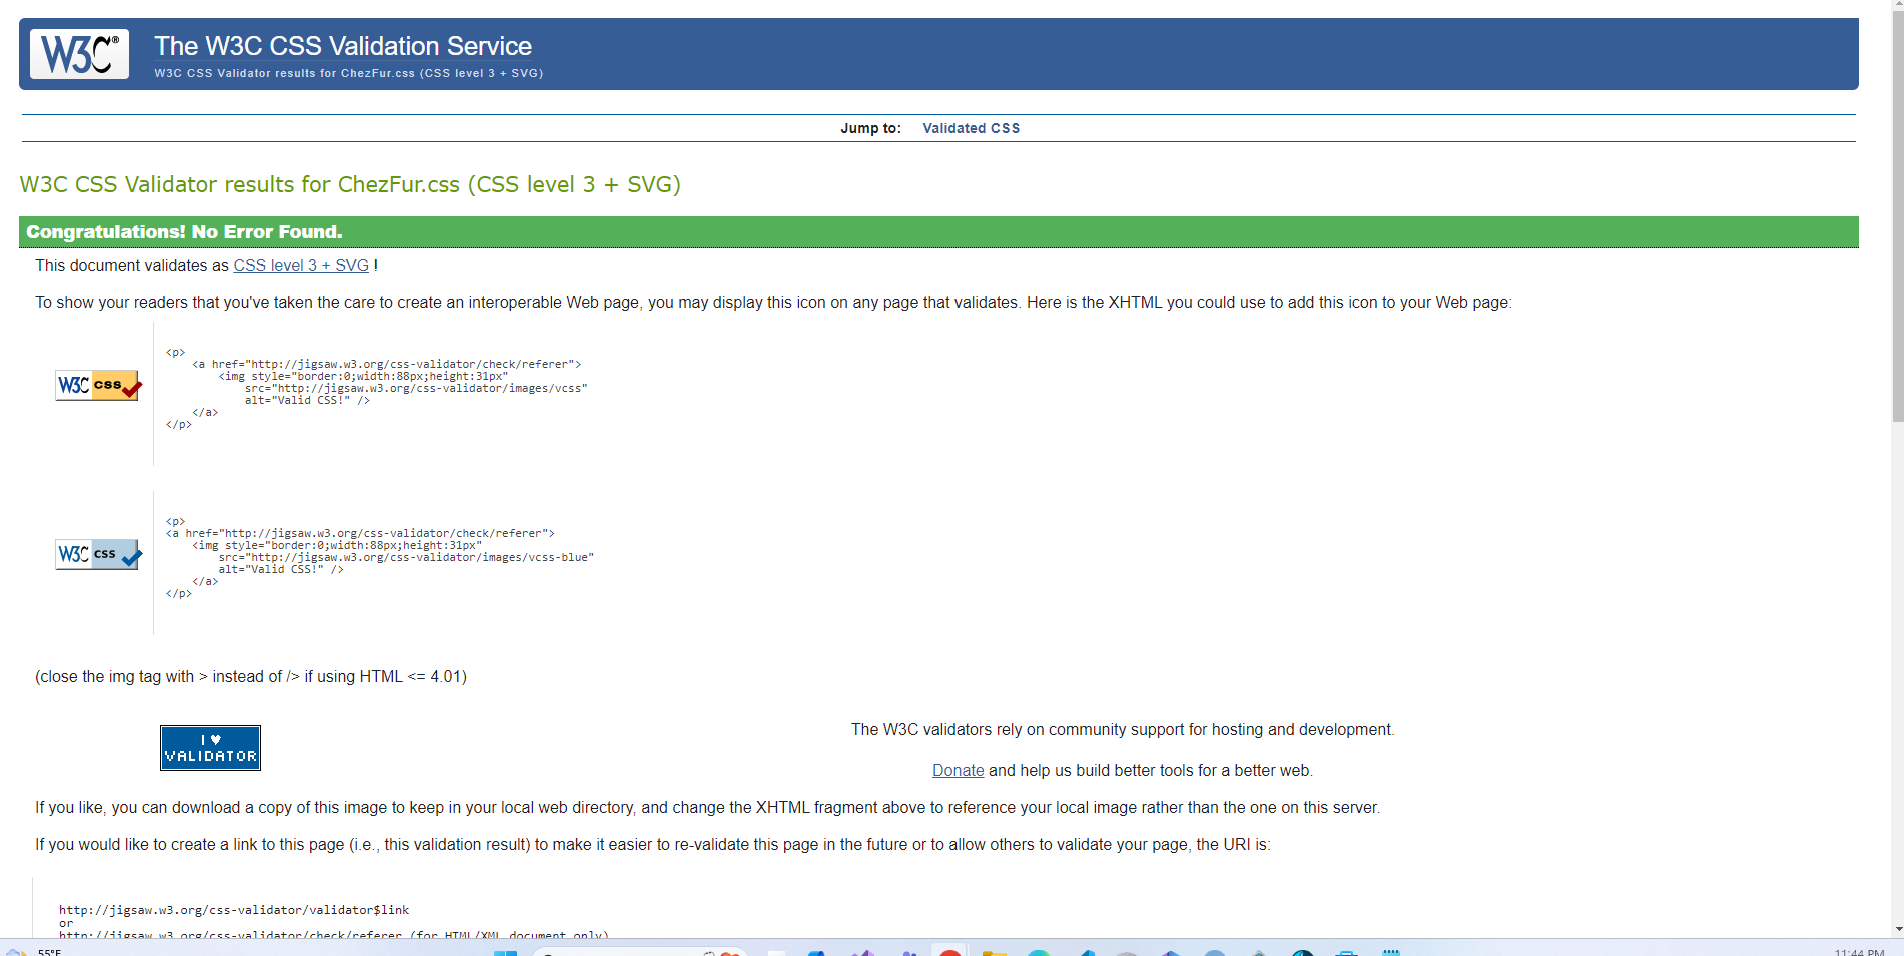 W3C®
The W3C CSS Validation Service
W3C CSS Validator results for ChezFur.css (CSS level 3 + SVG)
Jump to: Validated CSS
W3C CSS Validator results for ChezFur.css (CSS level 3 + SVG)
Congratulations! No Error Found.
This document validates as CSS level 3 + SVG !
To show your readers that you've taken the care to create an interoperable Web page, you may display this icon on any page that validates. Here is the XHTML you could use to add this icon to your Web page:
<p>
<a href="http://jigsaw.w3.org/css-validator/check/referer">
<img style="border:0;width:88px;height:31px"
W3C css
src="http://jigsaw.w3.org/css-validator/images/vcss"
alt="Valid CSS!" />
</a>
</p>
<p>
<a href="http://jigsaw.w3.org/css-validator/check/referer">
<img style="border:0;width:88px;height:31px"
W3C css
src="http://jigsaw.w3.org/css-validator/images/vcss-blue"
alt="Valid CSS!" />
</a>
</p>
(close the img tag with > instead of /> if using HTML <= 4.01)
I ♥
VALIDATOR
The W3C validators rely on community support for hosting and development.
Donate and help us build better tools for a better web.
If you like, you can download a copy of this image to keep in your local web directory, and change the XHTML fragment above to reference your local image rather than the one on this server.
If you would like to create a link to this page (i.e., this validation result) to make it easier to re-validate this page in the future or to allow others to validate your page, the URI is:
http://jigsaw.w3.org/css-validator/validator$link
or
http://jigsaw.w3.org/css-validator/check/referer (for HTML/XML document only)
55°F
11:44 PM